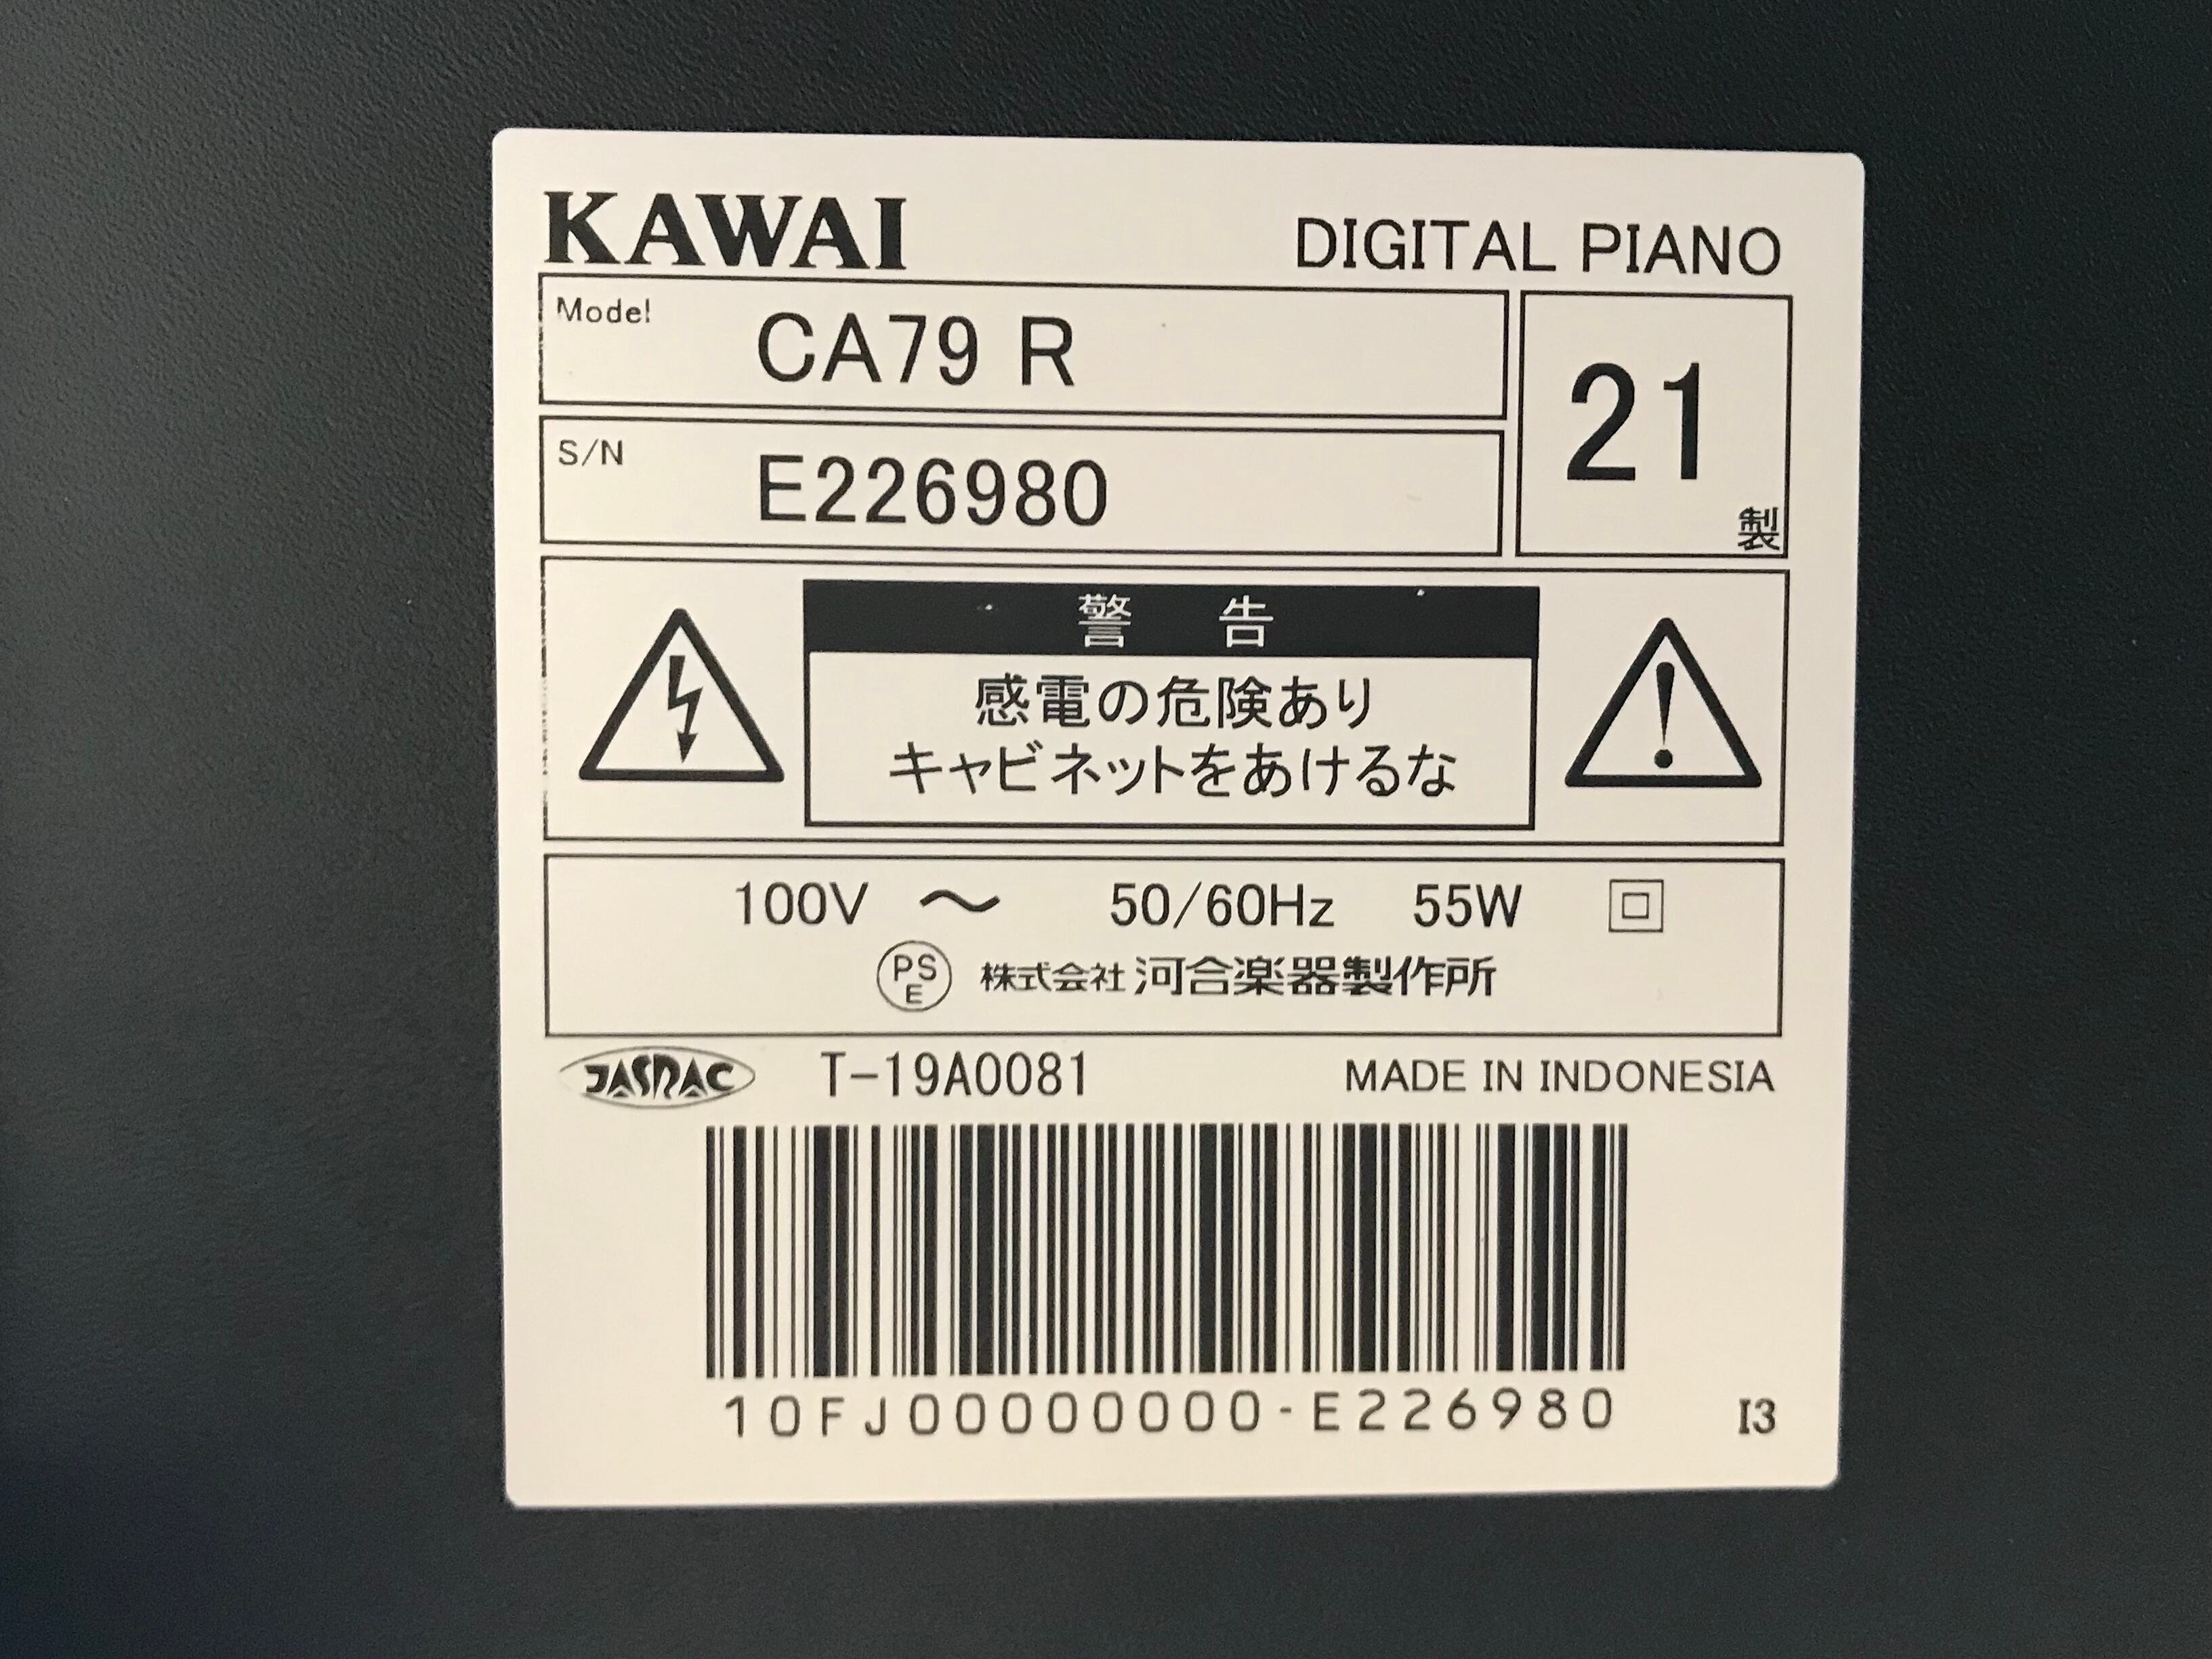 KAWAI DIGITAL PIANO
Model CA79 R
21製
S/N E226980
警告
感電の危険あり
キャビネットをあけるな
100V ～ 50/60Hz 55W
PSE 株式会社 河合楽器製作所
JASRAC T-19A0081 MADE IN INDONESIA
10FJ00000000-E226980 I3